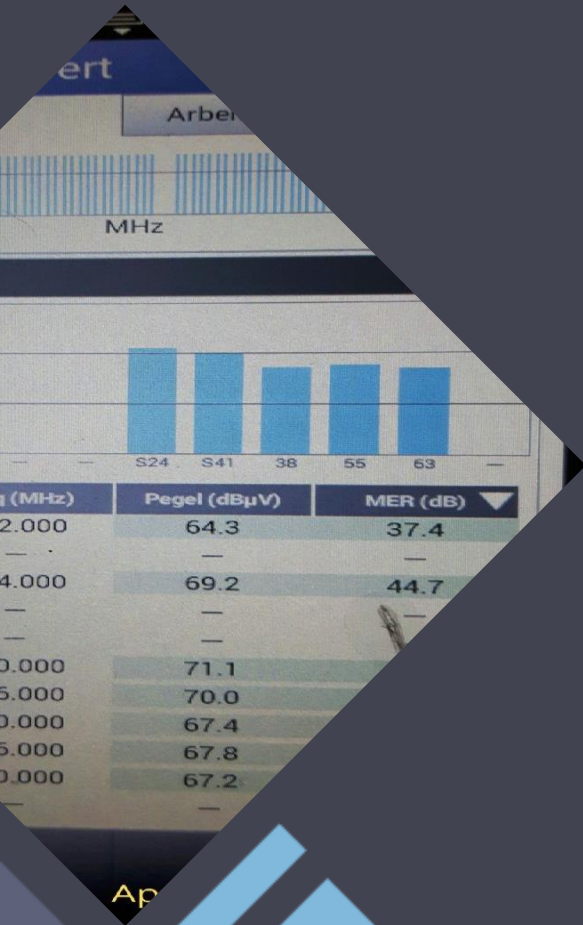 ert
Arbei
MHz
— — S24 S41 38 55 63 —
q (MHz) Pegel (dBµV) MER (dB)
2.000 64.3 37.4
— — —
4.000 69.2 44.7
— — —
— —
0.000 71.1
5.000 70.0
0.000 67.4
5.000 67.8
0.000 67.2
— —
Ap